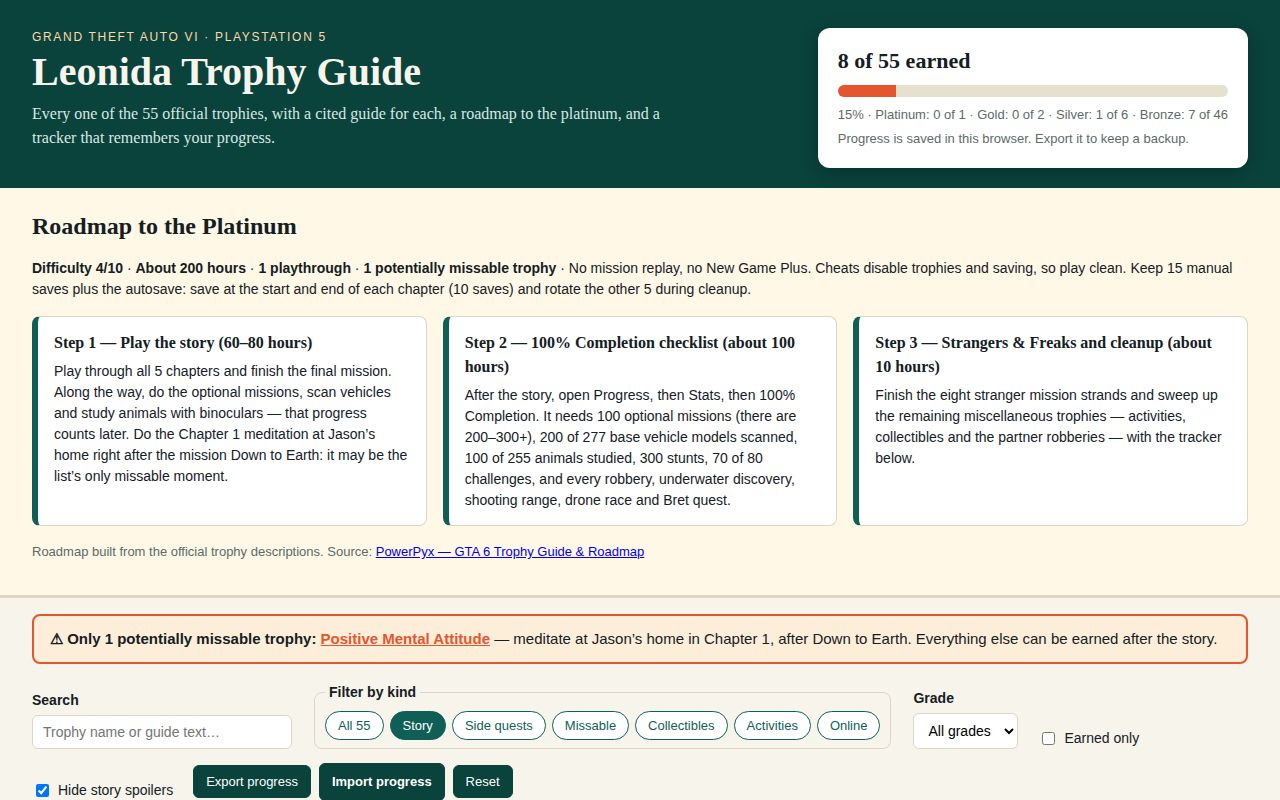 GRAND THEFT AUTO VI · PLAYSTATION 5
Leonida Trophy Guide
Every one of the 55 official trophies, with a cited guide for each, a roadmap to the platinum, and a
tracker that remembers your progress.
8 of 55 earned
15% · Platinum: 0 of 1 · Gold: 0 of 2 · Silver: 1 of 6 · Bronze: 7 of 46
Progress is saved in this browser. Export it to keep a backup.
Roadmap to the Platinum
Difficulty 4/10 · About 200 hours · 1 playthrough · 1 potentially missable trophy · No mission replay, no New Game Plus. Cheats disable trophies and saving, so play clean. Keep 15 manual
saves plus the autosave: save at the start and end of each chapter (10 saves) and rotate the other 5 during cleanup.
Step 1 — Play the story (60–80 hours)
Play through all 5 chapters and finish the final mission.
Along the way, do the optional missions, scan vehicles
and study animals with binoculars — that progress
counts later. Do the Chapter 1 meditation at Jason’s
home right after the mission Down to Earth: it may be the
list’s only missable moment.
Step 2 — 100% Completion checklist (about 100
hours)
After the story, open Progress, then Stats, then 100%
Completion. It needs 100 optional missions (there are
200–300+), 200 of 277 base vehicle models scanned,
100 of 255 animals studied, 300 stunts, 70 of 80
challenges, and every robbery, underwater discovery,
shooting range, drone race and Bret quest.
Step 3 — Strangers & Freaks and cleanup (about
10 hours)
Finish the eight stranger mission strands and sweep up
the remaining miscellaneous trophies — activities,
collectibles and the partner robberies — with the tracker
below.
Roadmap built from the official trophy descriptions. Source: PowerPyx — GTA 6 Trophy Guide & Roadmap
⚠ Only 1 potentially missable trophy: Positive Mental Attitude — meditate at Jason’s home in Chapter 1, after Down to Earth. Everything else can be earned after the story.
Search
Trophy name or guide text…
Filter by kind
All 55
Story
Side quests
Missable
Collectibles
Activities
Online
Grade
All grades
Earned only
Hide story spoilers
Export progress
Import progress
Reset